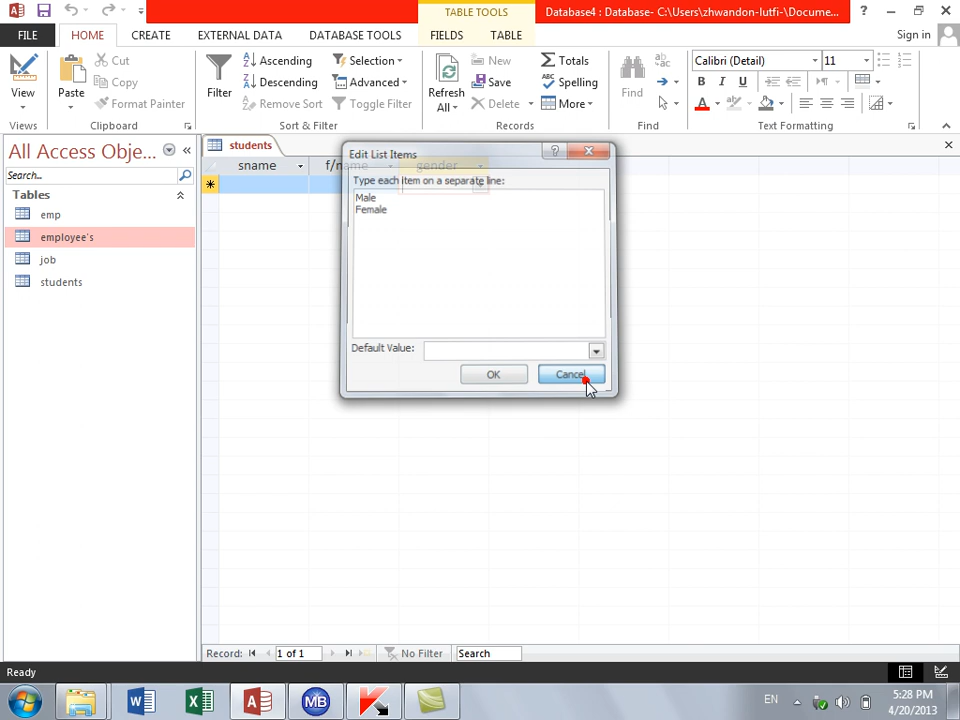 TABLE TOOLS
Database4 : Database- C:\Users\zhwandon-lutfi-\Docume...
FILE HOME CREATE EXTERNAL DATA DATABASE TOOLS FIELDS TABLE Sign in
View
Views
Paste
Cut
Copy
Format Painter
Clipboard
Filter
Ascending
Descending
Remove Sort
Selection
Advanced
Toggle Filter
Sort & Filter
Refresh All
New
Save
Delete
Totals
Spelling
More
Records
Find
Find
Calibri (Detail) 11
B I U
Text Formatting
All Access Obje...
Search...
Tables
emp
employee's
job
students
students
sname f/name gender
Edit List Items
Type each item on a separate line:
Male
Female
Default Value:
OK Cancel
Record: 1 of 1 No Filter Search
Ready
EN
5:28 PM
4/20/2013